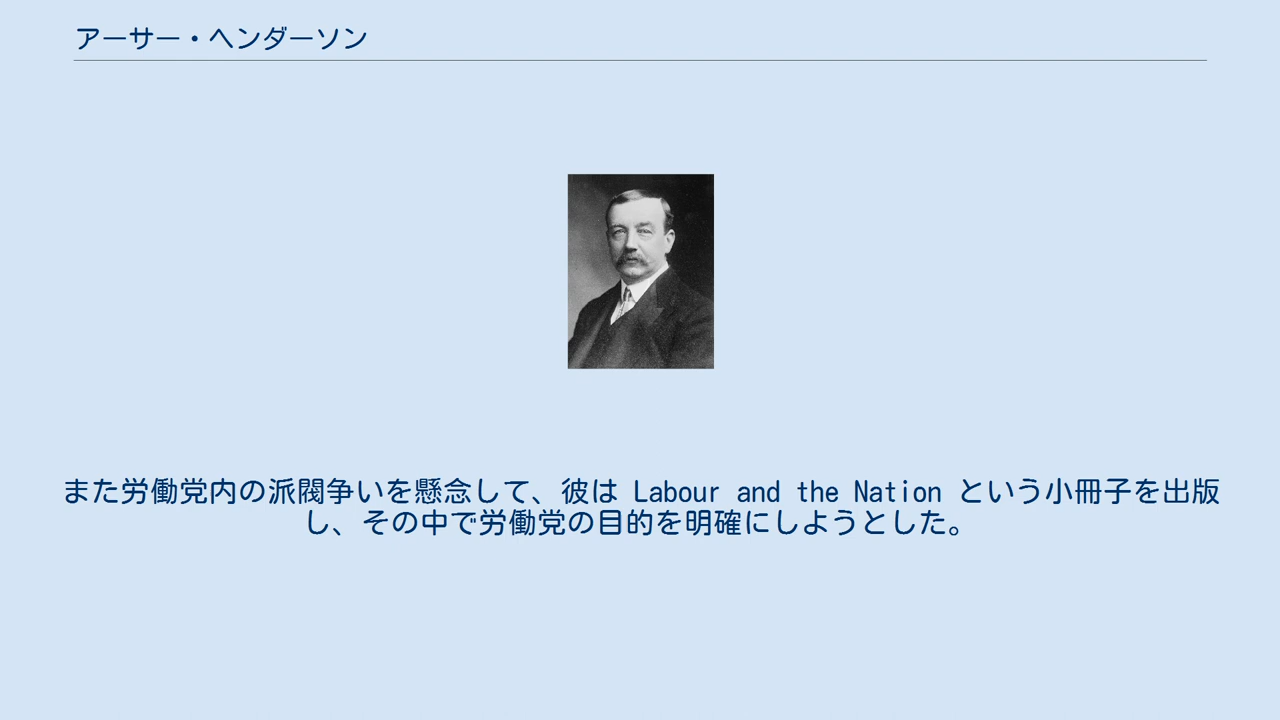 アーサー・ヘンダーソン
また労働党内の派閥争いを懸念して、彼は Labour and the Nation という小冊子を出版
し、その中で労働党の目的を明確にしようとした。